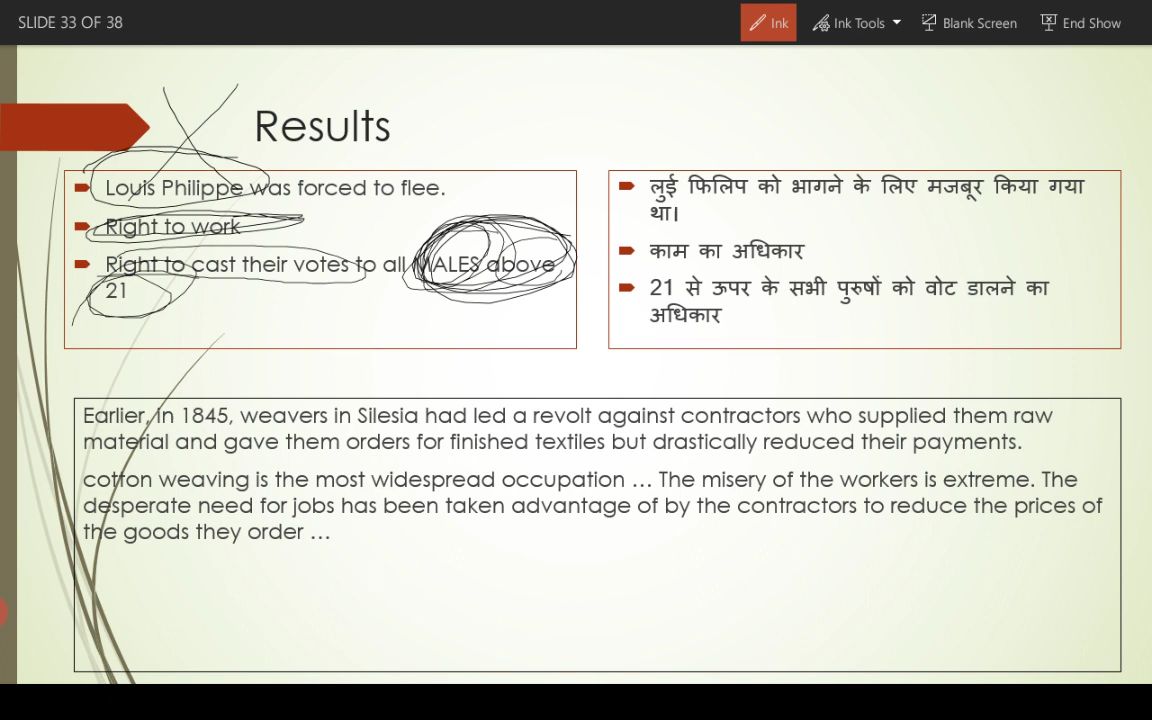 SLIDE 33 OF 38
Ink
Ink Tools
Blank Screen
End Show
Results
Louis Philippe was forced to flee.
Right to work
Right to cast their votes to all MALES above
21
लुई फिलिप को भागने के लिए मजबूर किया गया
था।
काम का अधिकार
21 से ऊपर के सभी पुरुषों को वोट डालने का
अधिकार
Earlier, in 1845, weavers in Silesia had led a revolt against contractors who supplied them raw
material and gave them orders for finished textiles but drastically reduced their payments.
cotton weaving is the most widespread occupation … The misery of the workers is extreme. The
desperate need for jobs has been taken advantage of by the contractors to reduce the prices of
the goods they order …